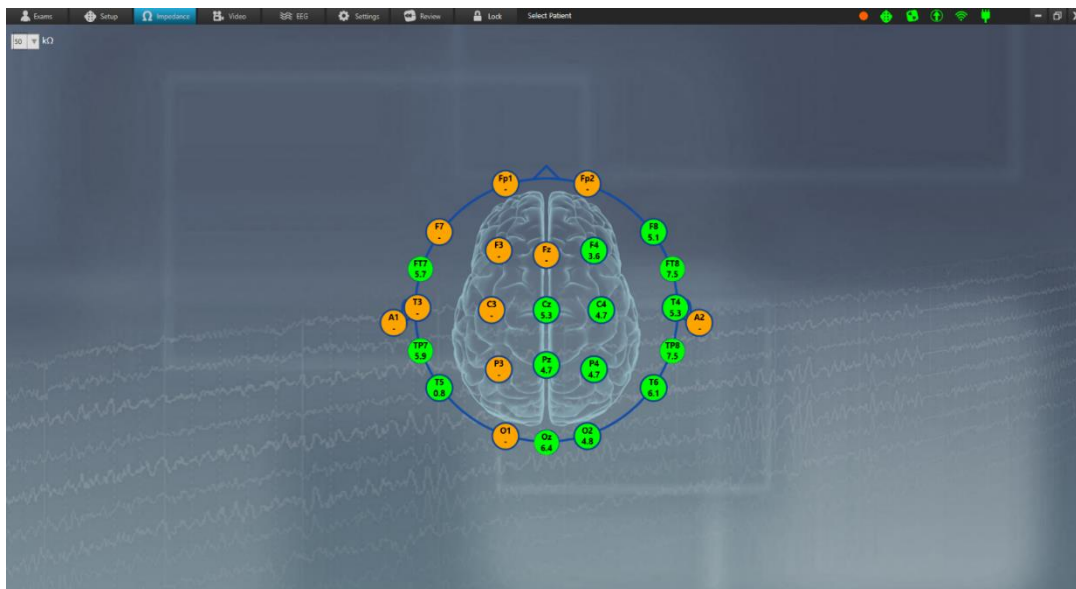 Exams Setup Impedance Video EEG Settings Review Lock Select Patient
50 kΩ
Fp1 - Fp2 -
F7 - F8 5.1
F3 - Fz - F4 3.6
FT7 5.7 FT8 7.5
A1 - T3 - C3 - Cz 5.3 C4 4.7 T4 5.3 A2 -
TP7 5.9 TP8 7.5
P3 - Pz 4.7 P4 4.7
T5 0.8 T6 6.1
O1 - Oz 6.4 O2 4.8